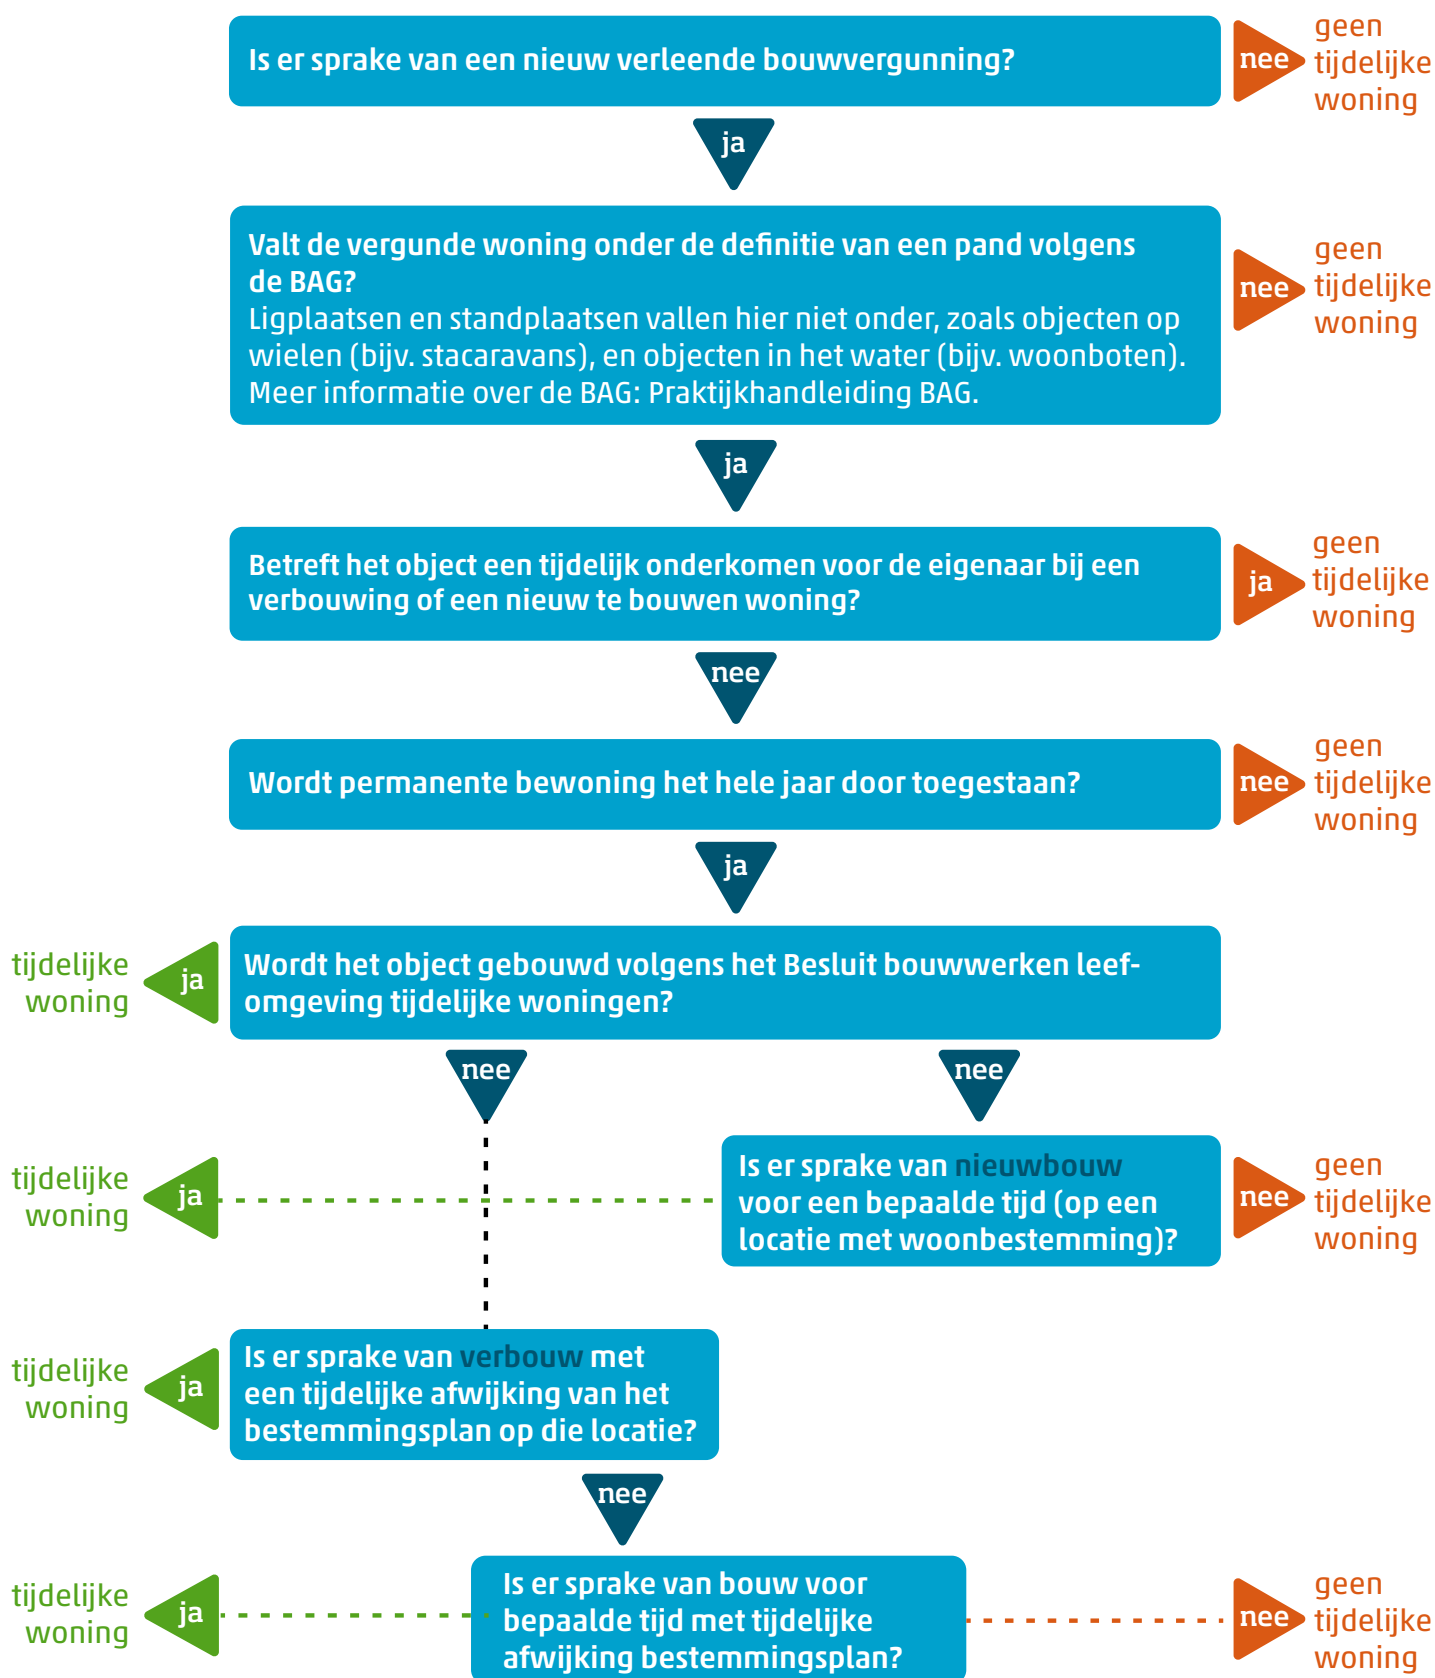 Is er sprake van een nieuw verleende bouwvergunning?
nee
geen
tijdelijke
woning
ja
Valt de vergunde woning onder de definitie van een pand volgens
de BAG?
Ligplaatsen en standplaatsen vallen hier niet onder, zoals objecten op
wielen (bijv. stacaravans), en objecten in het water (bijv. woonboten).
Meer informatie over de BAG: Praktijkhandleiding BAG.
nee
geen
tijdelijke
woning
ja
Betreft het object een tijdelijk onderkomen voor de eigenaar bij een
verbouwing of een nieuw te bouwen woning?
ja
geen
tijdelijke
woning
nee
Wordt permanente bewoning het hele jaar door toegestaan?
nee
geen
tijdelijke
woning
ja
tijdelijke
woning
ja
Wordt het object gebouwd volgens het Besluit bouwwerken leef-
omgeving tijdelijke woningen?
nee
nee
tijdelijke
woning
ja
Is er sprake van nieuwbouw
voor een bepaalde tijd (op een
locatie met woonbestemming)?
nee
geen
tijdelijke
woning
tijdelijke
woning
ja
Is er sprake van verbouw met
een tijdelijke afwijking van het
bestemmingsplan op die locatie?
nee
tijdelijke
woning
ja
Is er sprake van bouw voor
bepaalde tijd met tijdelijke
afwijking bestemmingsplan?
nee
geen
tijdelijke
woning